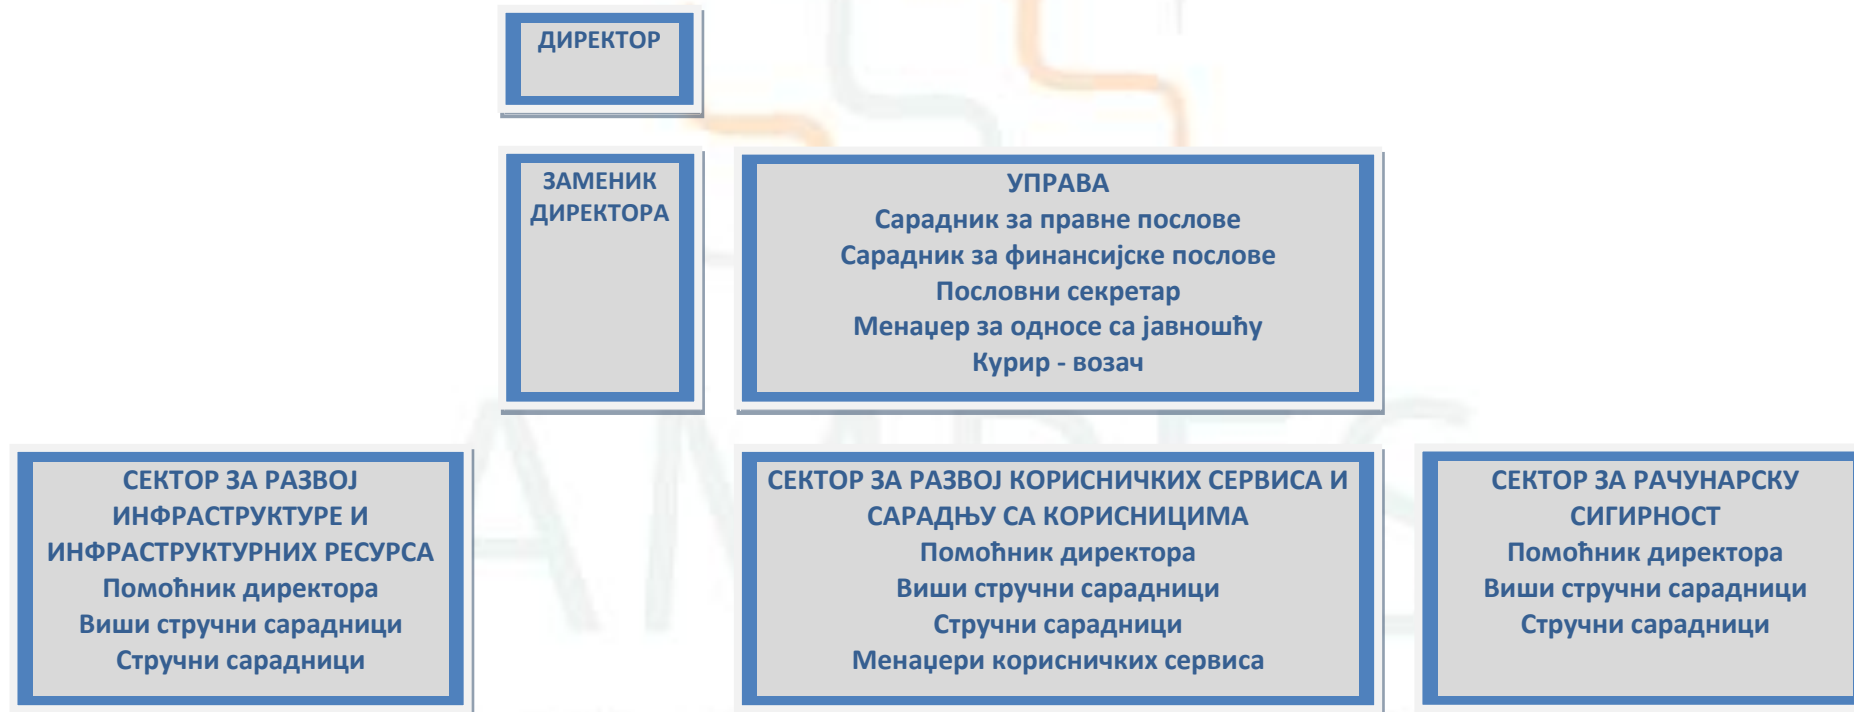 ДИРЕКТОР
ЗАМЕНИК
ДИРЕКТОРА
УПРАВА
Сарадник за правне послове
Сарадник за финансијске послове
Пословни секретар
Менаџер за односе са јавношћу
Курир - возач
СЕКТОР ЗА РАЗВОЈ
ИНФРАСТРУКТУРЕ И
ИНФРАСТРУКТУРНИХ РЕСУРСА
Помоћник директора
Виши стручни сарадници
Стручни сарадници
СЕКТОР ЗА РАЗВОЈ КОРИСНИЧКИХ СЕРВИСА И
САРАДЊУ СА КОРИСНИЦИМА
Помоћник директора
Виши стручни сарадници
Стручни сарадници
Менаџери корисничких сервиса
СЕКТОР ЗА РАЧУНАРСКУ
СИГИРНОСТ
Помоћник директора
Виши стручни сарадници
Стручни сарадници